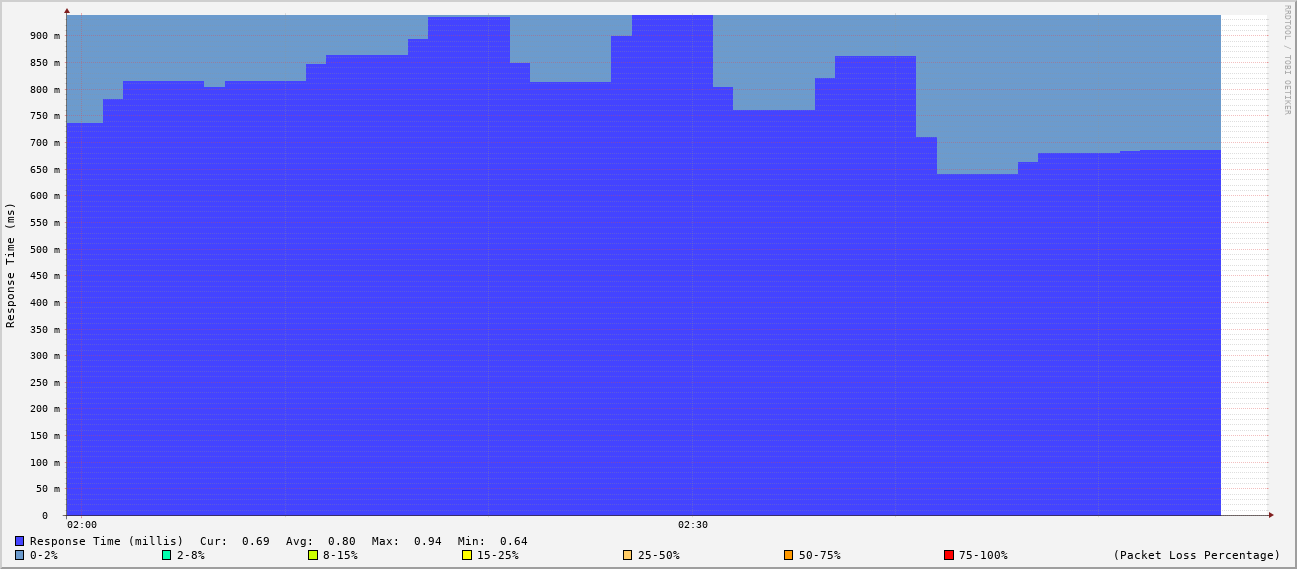 RRDTOOL / TOBI OETIKER
Response Time (ms)
900 m
850 m
800 m
750 m
700 m
650 m
600 m
550 m
500 m
450 m
400 m
350 m
300 m
250 m
200 m
150 m
100 m
50 m
0
02:00 02:30
Response Time (millis) Cur: 0.69 Avg: 0.80 Max: 0.94 Min: 0.64
0-2% 2-8% 8-15% 15-25% 25-50% 50-75% 75-100% (Packet Loss Percentage)